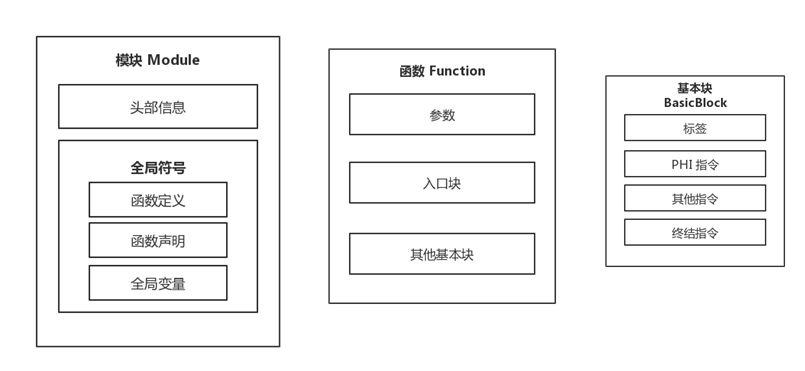 模块 Module
头部信息
全局符号
函数定义
函数声明
全局变量
函数 Function
参数
入口块
其他基本块
基本块
BasicBlock
标签
PHI 指令
其他指令
终结指令